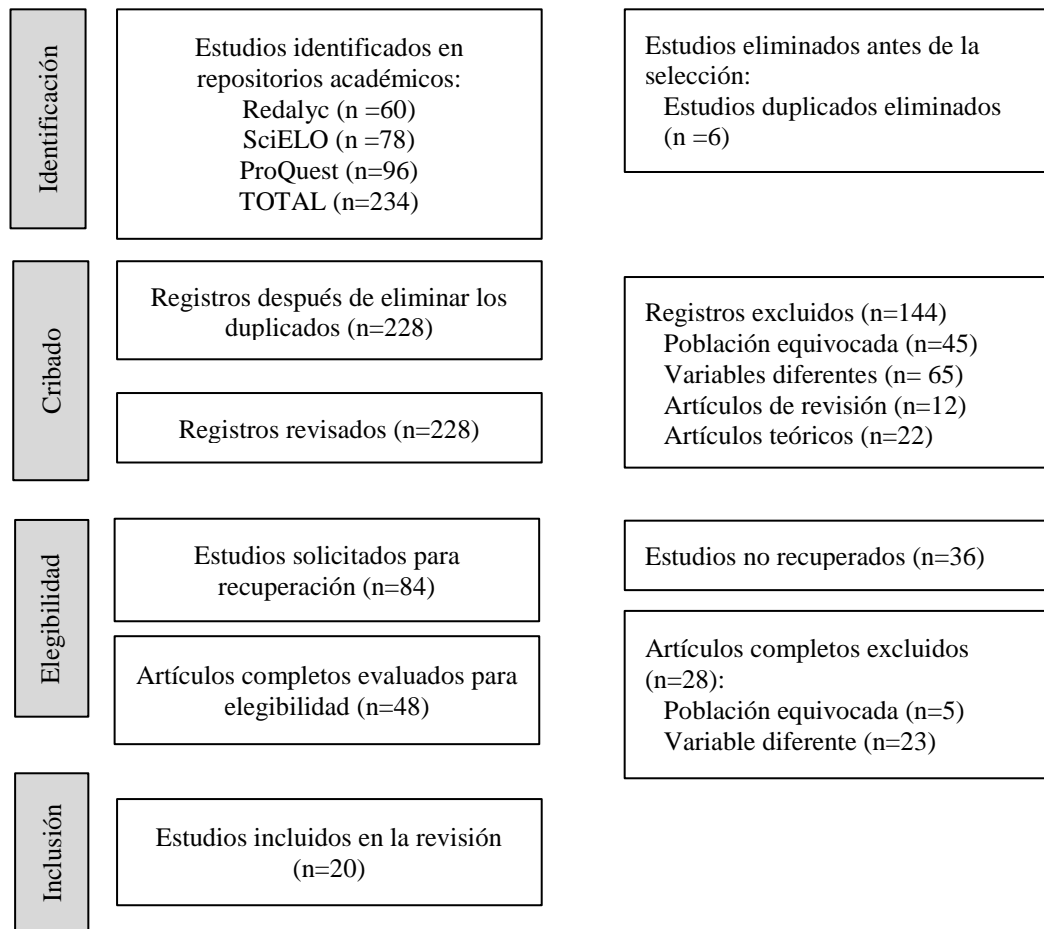 Identificación
Estudios identificados en
repositorios académicos:
Redalyc (n =60)
SciELO (n =78)
ProQuest (n=96)
TOTAL (n=234)
Estudios eliminados antes de la
selección:
Estudios duplicados eliminados
(n =6)
Cribado
Registros después de eliminar los
duplicados (n=228)
Registros revisados (n=228)
Registros excluidos (n=144)
Población equivocada (n=45)
Variables diferentes (n= 65)
Artículos de revisión (n=12)
Artículos teóricos (n=22)
Elegibilidad
Estudios solicitados para
recuperación (n=84)
Estudios no recuperados (n=36)
Artículos completos evaluados para
elegibilidad (n=48)
Artículos completos excluidos
(n=28):
Población equivocada (n=5)
Variable diferente (n=23)
Inclusión
Estudios incluidos en la revisión
(n=20)